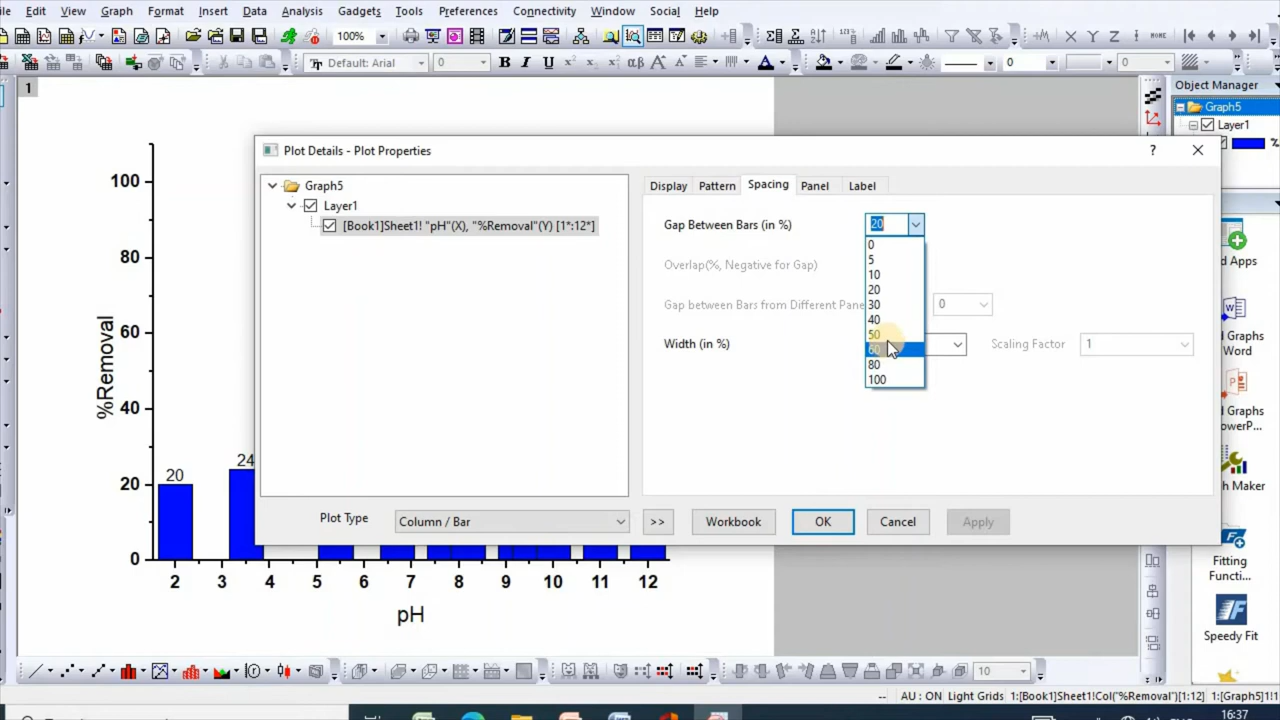 Edit View Graph Format Insert Data Analysis Gadgets Tools Preferences Connectivity Window Social Help
100%
Default: Arial 0 B I U 0 0
1
Object Manager
Graph5
Layer1
Plot Details - Plot Properties
?
Graph5
Layer1
[Book1]Sheet1! "pH"(X), "%Removal"(Y) [1*:12*]
Display Pattern Spacing Panel Label
Gap Between Bars (in %) 20
0
5
10
20
30
40
50
60
80
100
Overlap(%, Negative for Gap)
Gap between Bars from Different Pane 0
Width (in %)
Scaling Factor 1
Plot Type Column / Bar
>> Workbook OK Cancel Apply
100
80
60
40
20
0
%Removal
20
24
2 3 4 5 6 7 8 9 10 11 12
pH
d Apps
d Graphs
Word
d Graphs
owerP...
h Maker
Fitting
Functi...
Speedy Fit
10
-- AU : ON Light Grids 1:[Book1]Sheet1!Col("%Removal")[1:12] 1:[Graph5]1!1
16:37